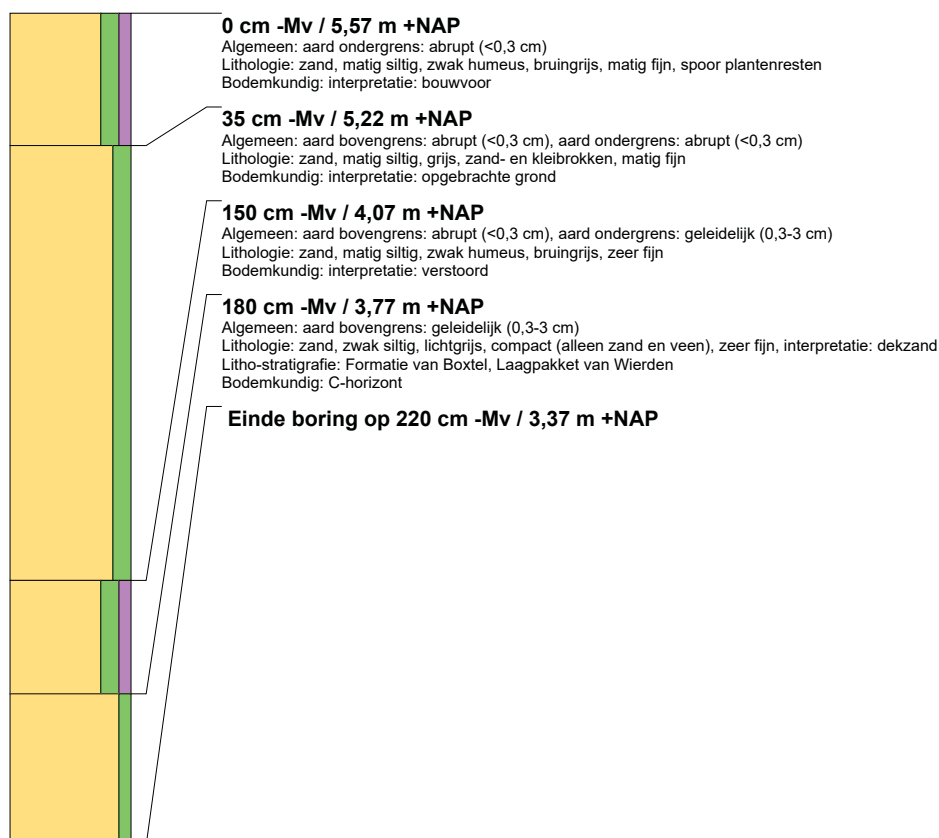 0 cm -Mv / 5,57 m +NAP
Algemeen: aard ondergrens: abrupt (<0,3 cm)
Lithologie: zand, matig siltig, zwak humeus, bruingrijs, matig fijn, spoor plantenresten
Bodemkundig: interpretatie: bouwvoor
35 cm -Mv / 5,22 m +NAP
Algemeen: aard bovengrens: abrupt (<0,3 cm), aard ondergrens: abrupt (<0,3 cm)
Lithologie: zand, matig siltig, grijs, zand- en kleibrokken, matig fijn
Bodemkundig: interpretatie: opgebrachte grond
150 cm -Mv / 4,07 m +NAP
Algemeen: aard bovengrens: abrupt (<0,3 cm), aard ondergrens: geleidelijk (0,3-3 cm)
Lithologie: zand, matig siltig, zwak humeus, bruingrijs, zeer fijn
Bodemkundig: interpretatie: verstoord
180 cm -Mv / 3,77 m +NAP
Algemeen: aard bovengrens: geleidelijk (0,3-3 cm)
Lithologie: zand, zwak siltig, lichtgrijs, compact (alleen zand en veen), zeer fijn, interpretatie: dekzand
Litho-stratigrafie: Formatie van Boxtel, Laagpakket van Wierden
Bodemkundig: C-horizont
Einde boring op 220 cm -Mv / 3,37 m +NAP